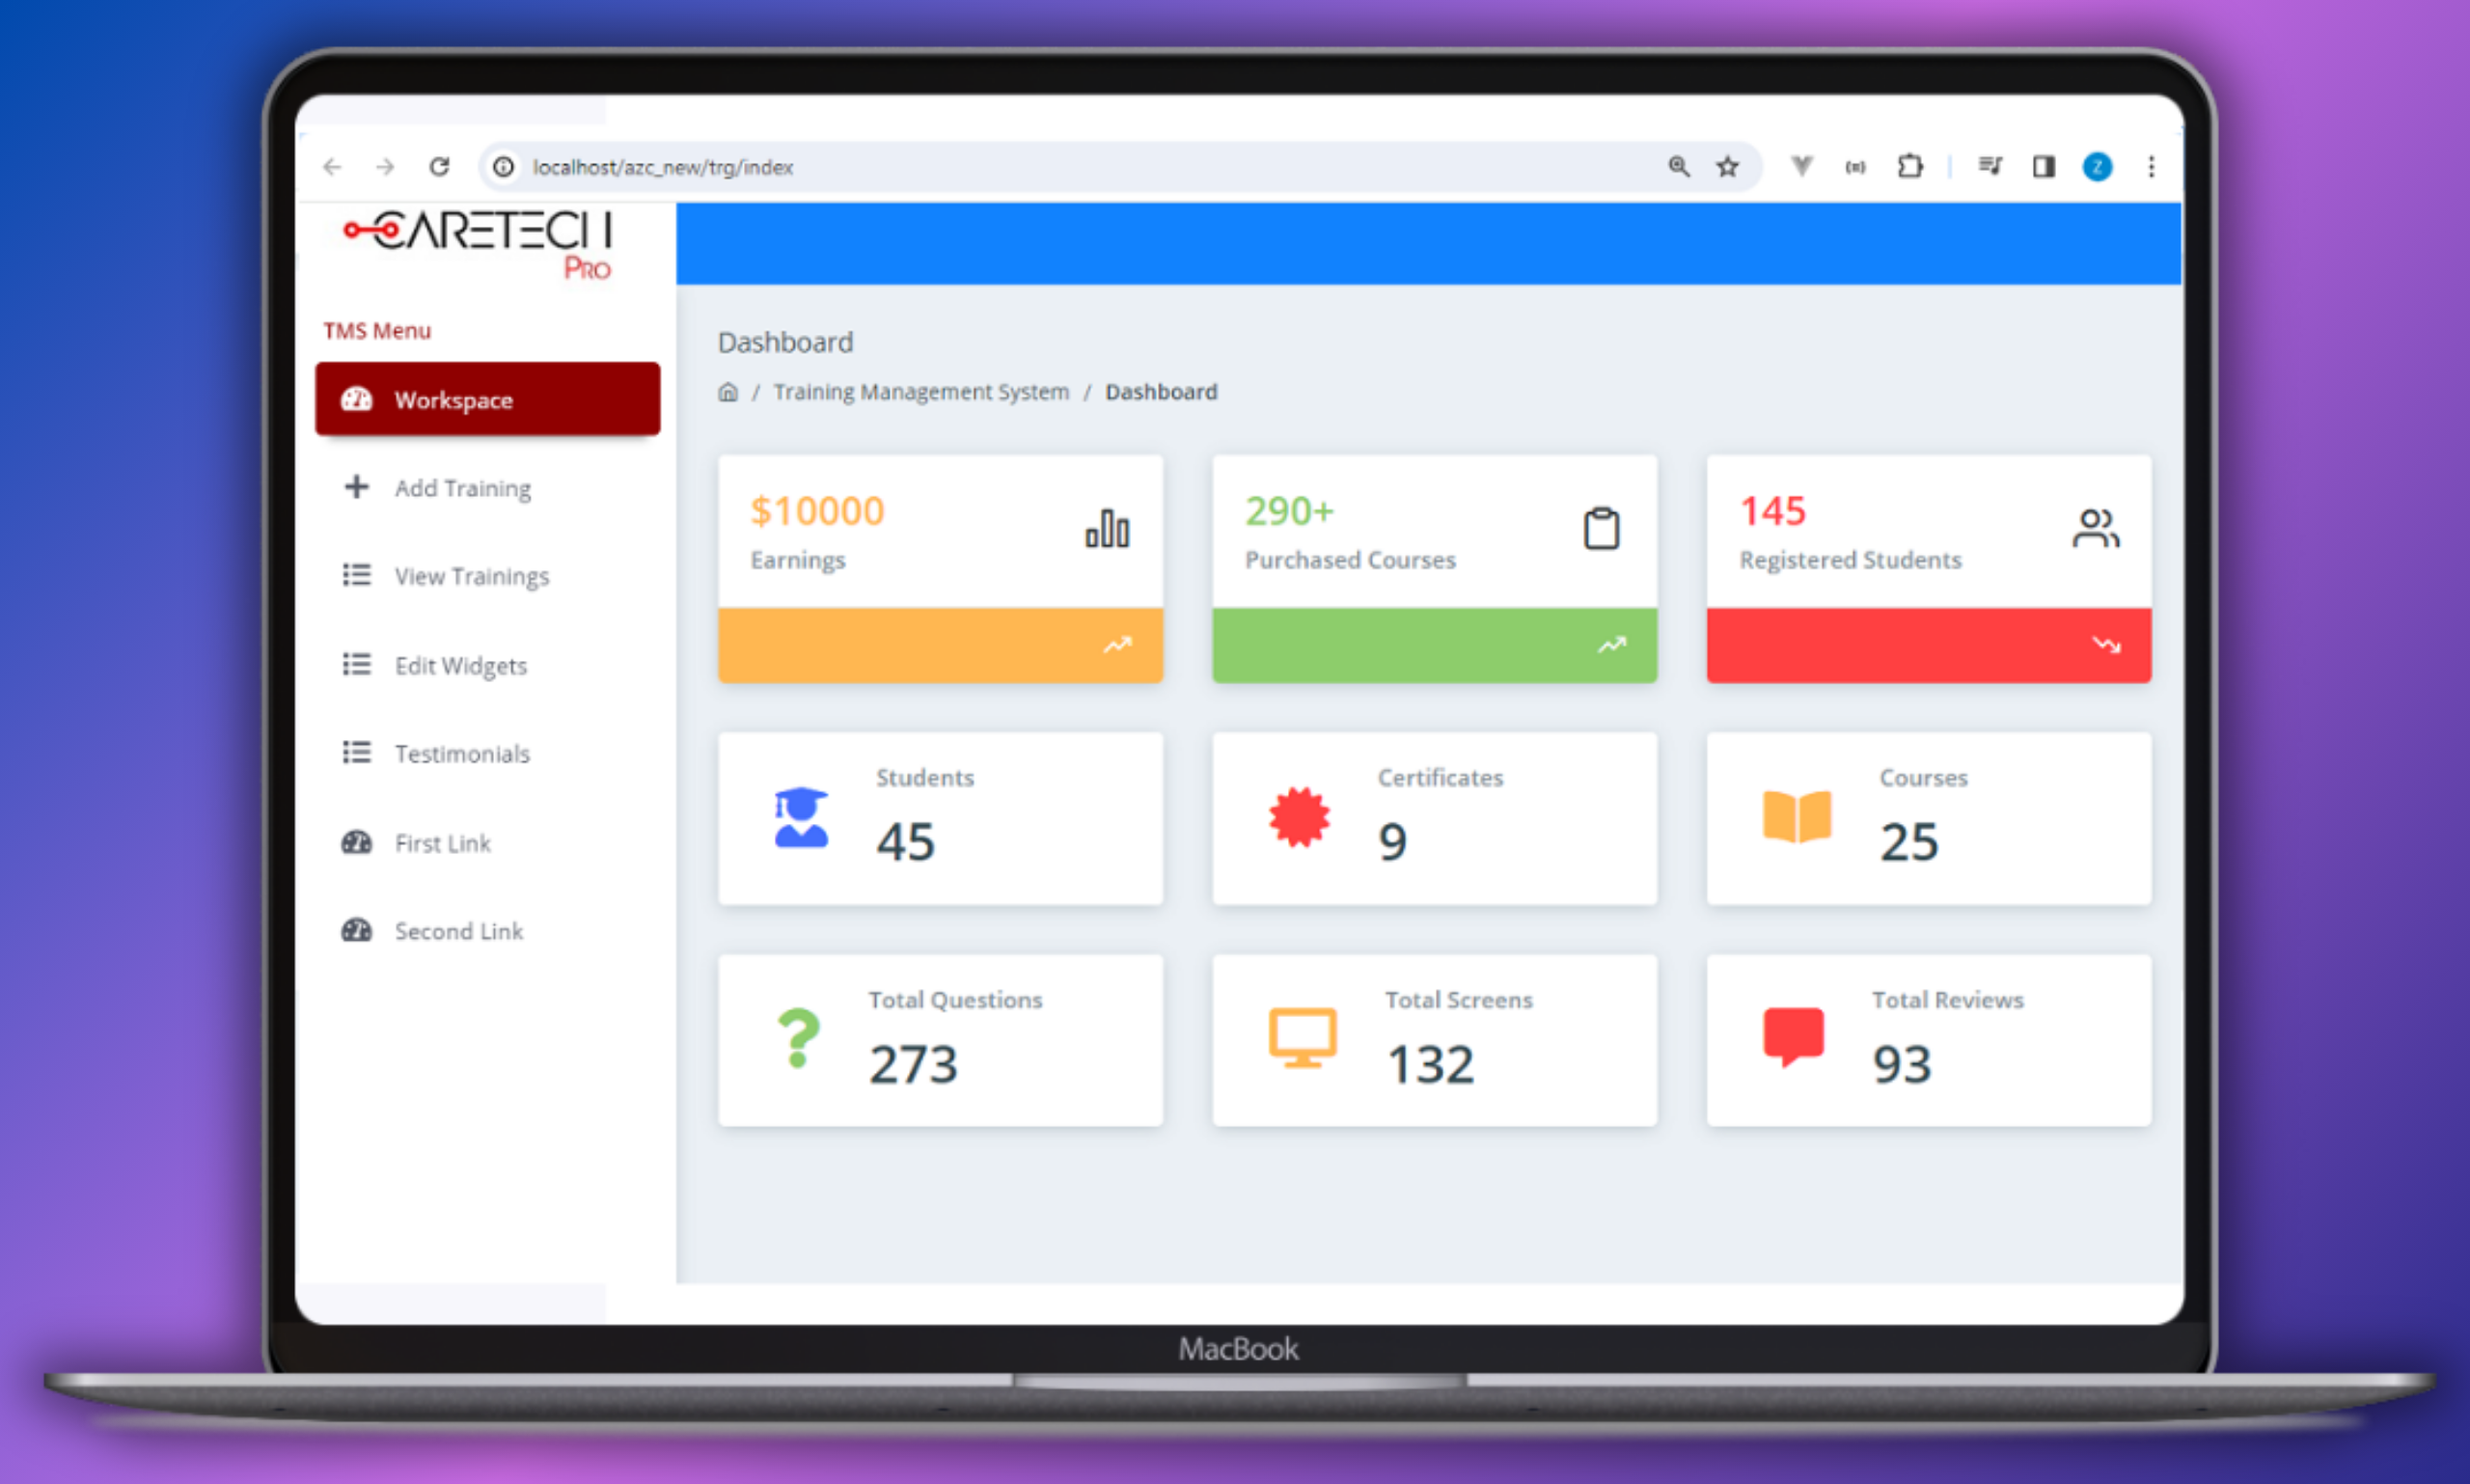 localhost/azc_new/trg/index
Z
CARETECH
PRO
TMS Menu
Workspace
Add Training
View Trainings
Edit Widgets
Testimonials
First Link
Second Link
Dashboard
/ Training Management System / Dashboard
$10000
Earnings
290+
Purchased Courses
145
Registered Students
Students
45
Certificates
9
Courses
25
Total Questions
273
Total Screens
132
Total Reviews
93
MacBook